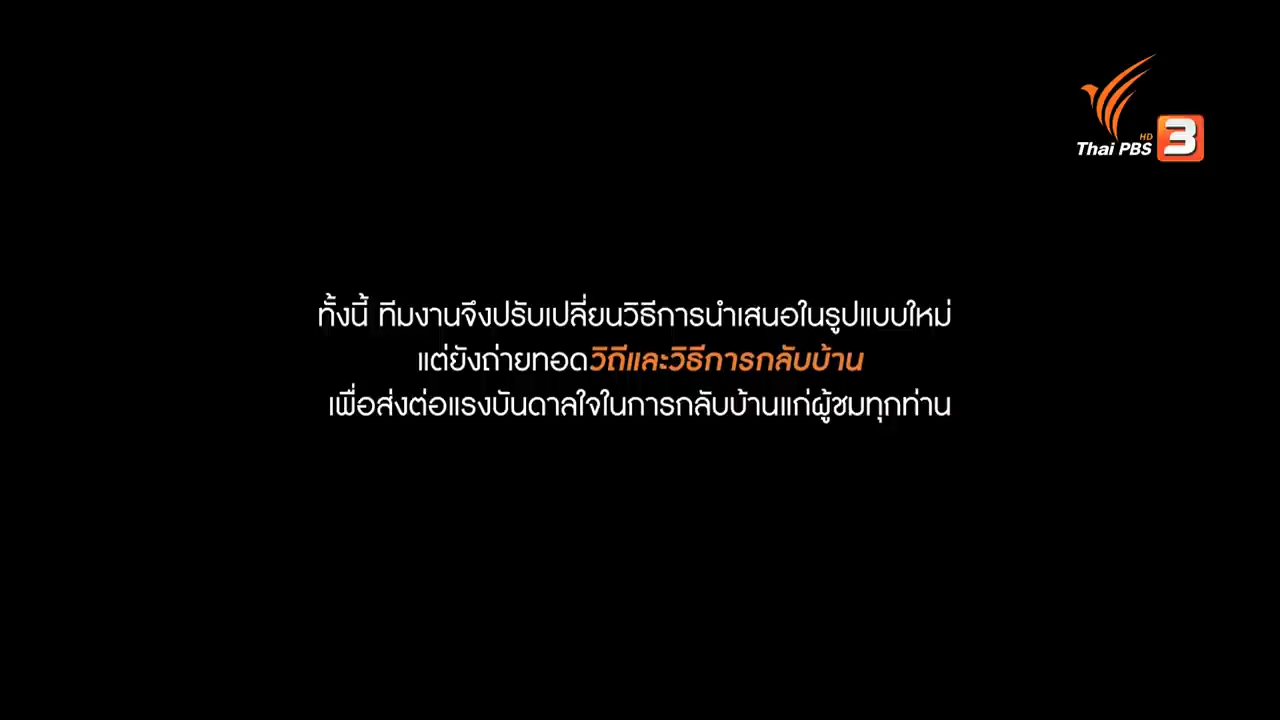 HD
Thai PBS 3
ทั้งนี้ ทีมงานจึงปรับเปลี่ยนวิธีการนำเสนอในรูปแบบใหม่
แต่ยังถ่ายทอดวิถีและวิธีการกลับบ้าน
เพื่อส่งต่อแรงบันดาลใจในการกลับบ้านแก่ผู้ชมทุกท่าน